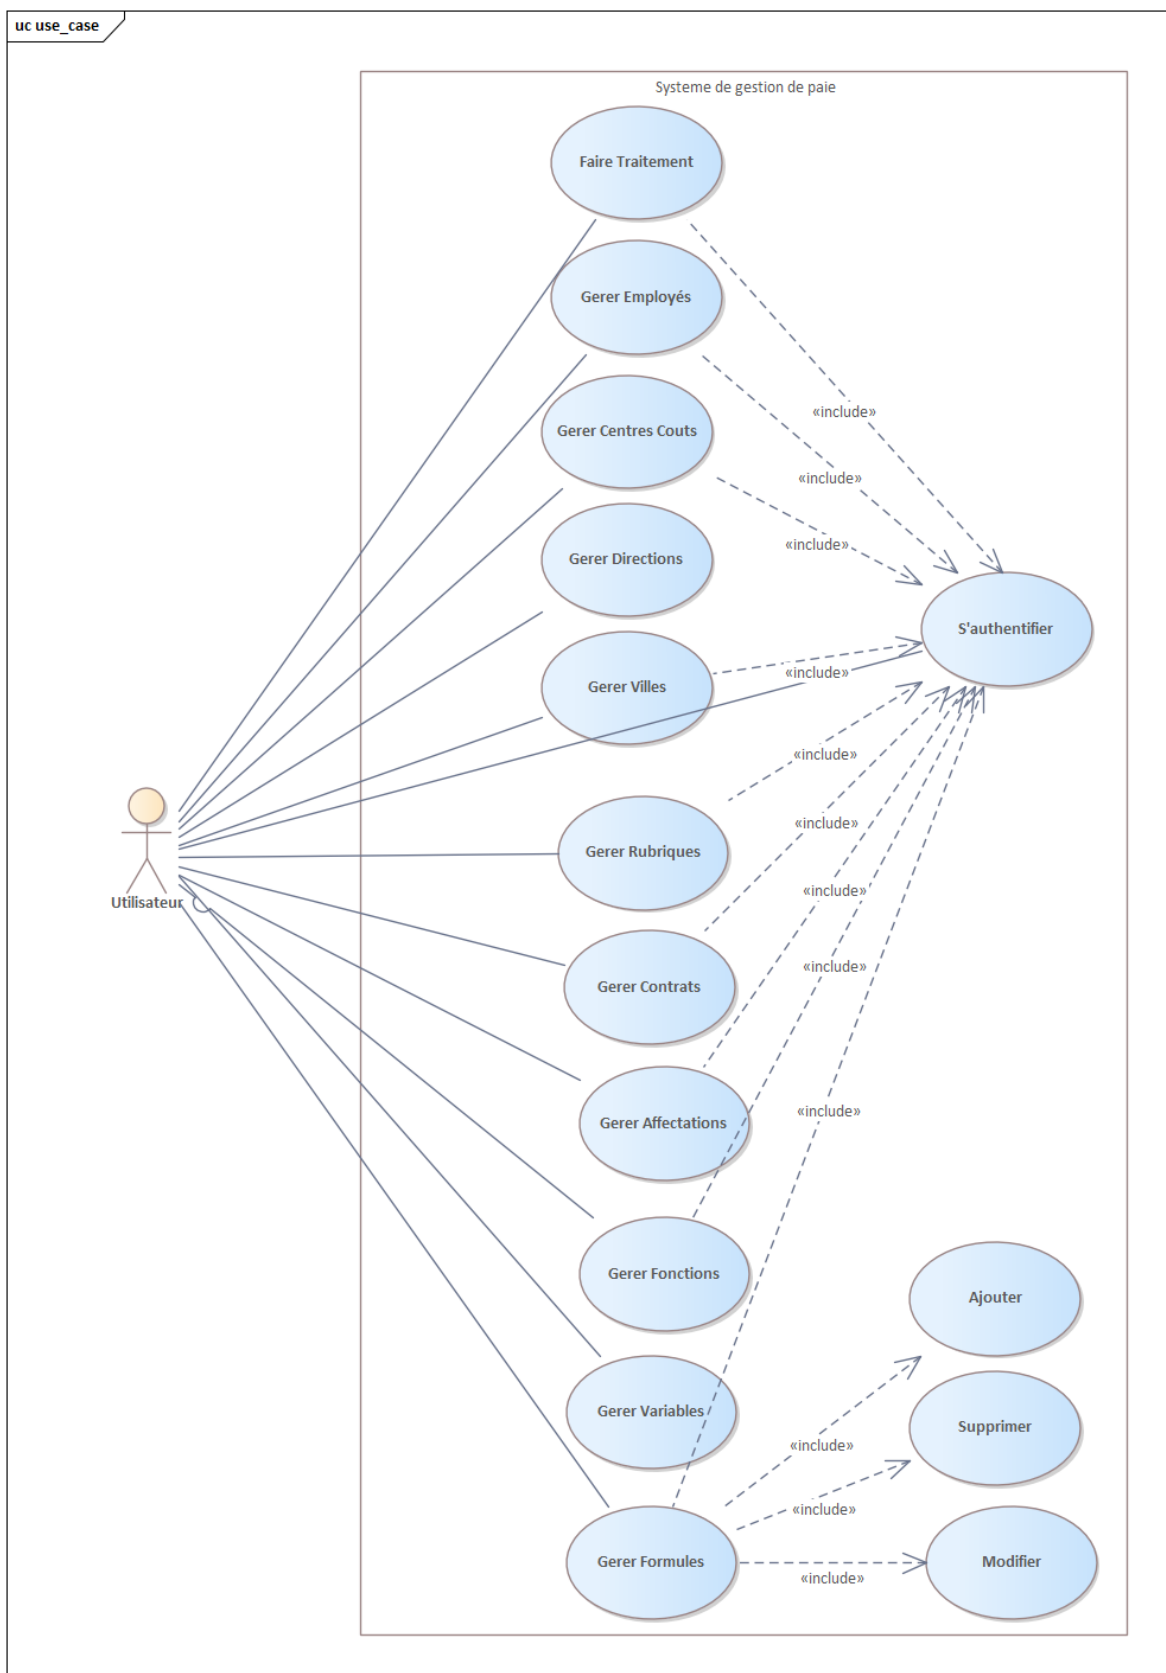 uc use_case
Systeme de gestion de paie
Faire Traitement
Gerer Employés
«include»
Gerer Centres Couts
«include»
«include»
Gerer Directions
S'authentifier
Gerer Villes
«include»
«include»
«include»
Gerer Rubriques
«include»
Utilisateur
«include»
Gerer Contrats
«include»
Gerer Affectations
Gerer Fonctions
Ajouter
Gerer Variables
Supprimer
«include»
«include»
Gerer Formules
Modifier
«include»